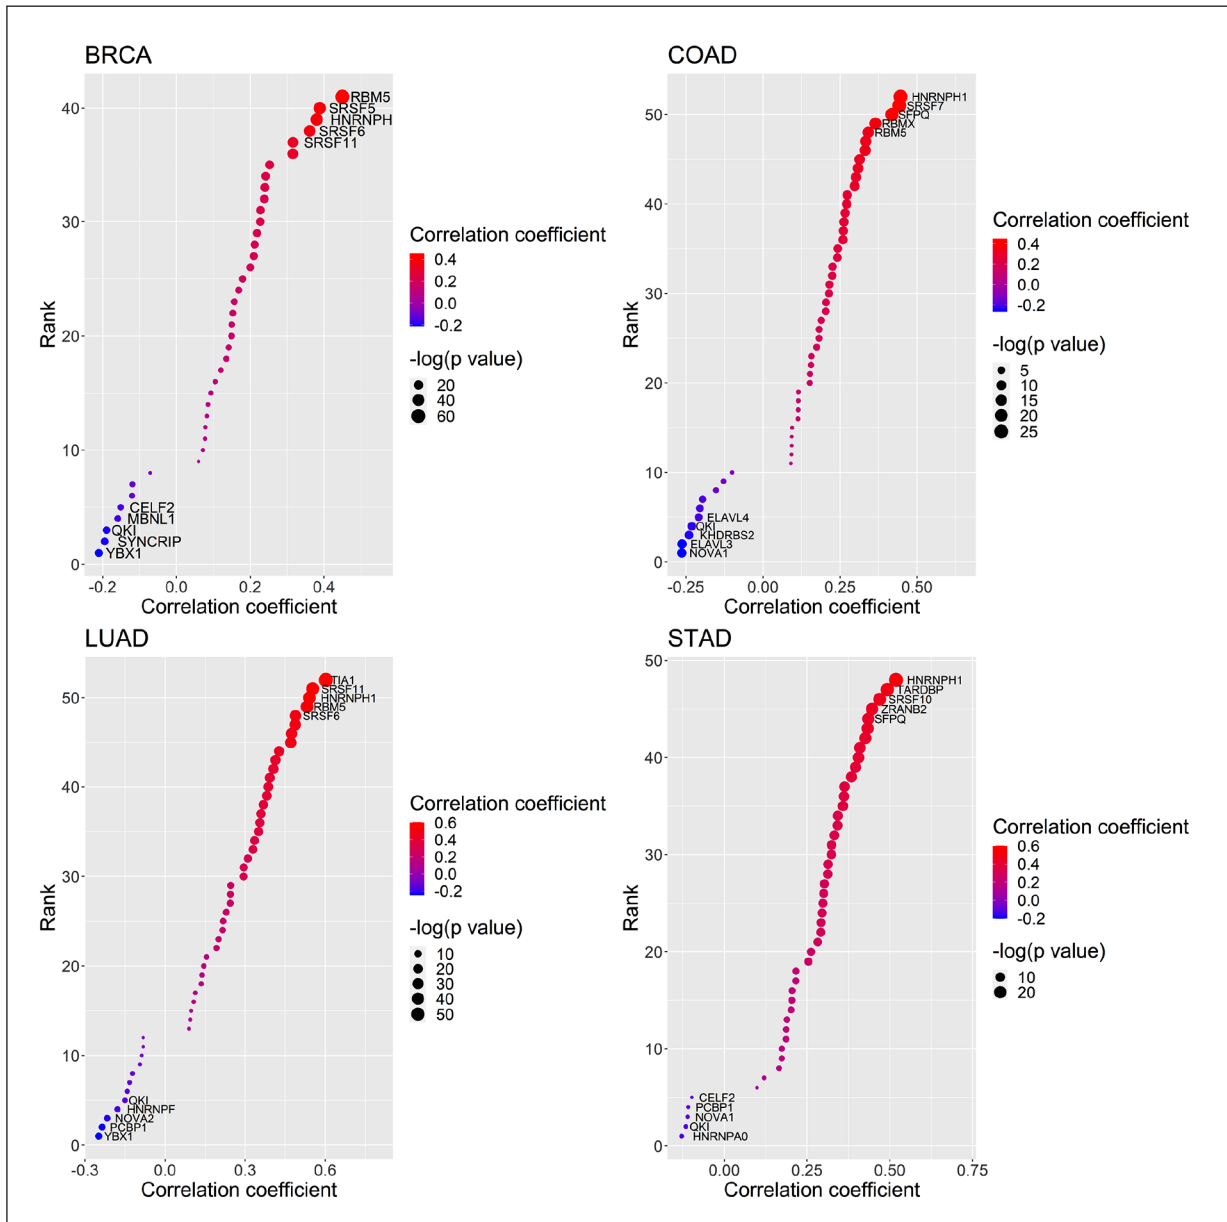 BRCA
40
30
20
10
0
Rank
RBM5
SRSF5
HNRNPH
SRSF6
SRSF11
CELF2
MBNL1
QKI
SYNCRIP
YBX1
-0.2
0.0
0.2
0.4
Correlation coefficient
Correlation coefficient
0.4
0.2
0.0
-0.2
-log(p value)
20
40
60
COAD
50
40
30
20
10
0
Rank
HNRNPH1
SRSF7
SFPQ
RBMX
RBM5
ELAVL4
QKI
KHDRBS2
ELAVL3
NOVA1
-0.25
0.00
0.25
0.50
Correlation coefficient
Correlation coefficient
0.4
0.2
0.0
-0.2
-log(p value)
5
10
15
20
25
LUAD
50
40
30
20
10
0
Rank
TIA1
SRSF11
HNRNPH1
RBM5
SRSF6
QKI
HNRNPF
NOVA2
PCBP1
YBX1
-0.3
0.0
0.3
0.6
Correlation coefficient
Correlation coefficient
0.6
0.4
0.2
0.0
-0.2
-log(p value)
10
20
30
40
50
STAD
50
40
30
20
10
0
Rank
HNRNPH1
TARDBP
SRSF10
ZRANB2
SFPQ
CELF2
PCBP1
NOVA1
QKI
HNRNPA0
0.00
0.25
0.50
0.75
Correlation coefficient
Correlation coefficient
0.6
0.4
0.2
0.0
-0.2
-log(p value)
10
20